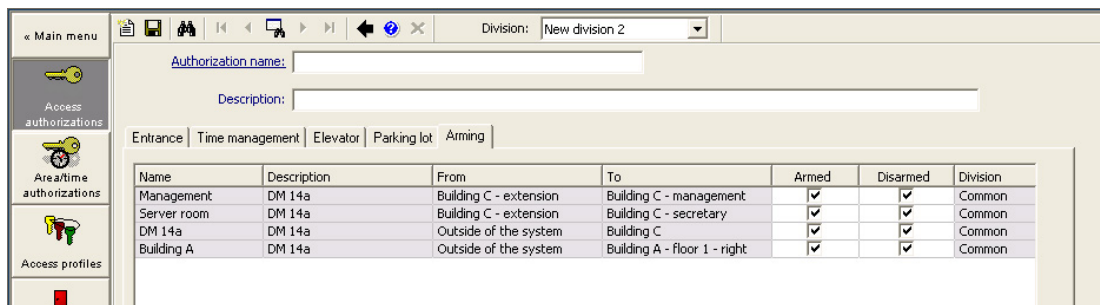 « Main menu
Division: New division 2
Authorization name:
Access authorizations
Description:
Entrance Time management Elevator Parking lot Arming
Area/time authorizations
Name Description From To Armed Disarmed Division
Management DM 14a Building C - extension Building C - management Common
Server room DM 14a Building C - extension Building C - secretary Common
DM 14a DM 14a Outside of the system Building C Common
Building A DM 14a Outside of the system Building A - floor 1 - right Common
Access profiles